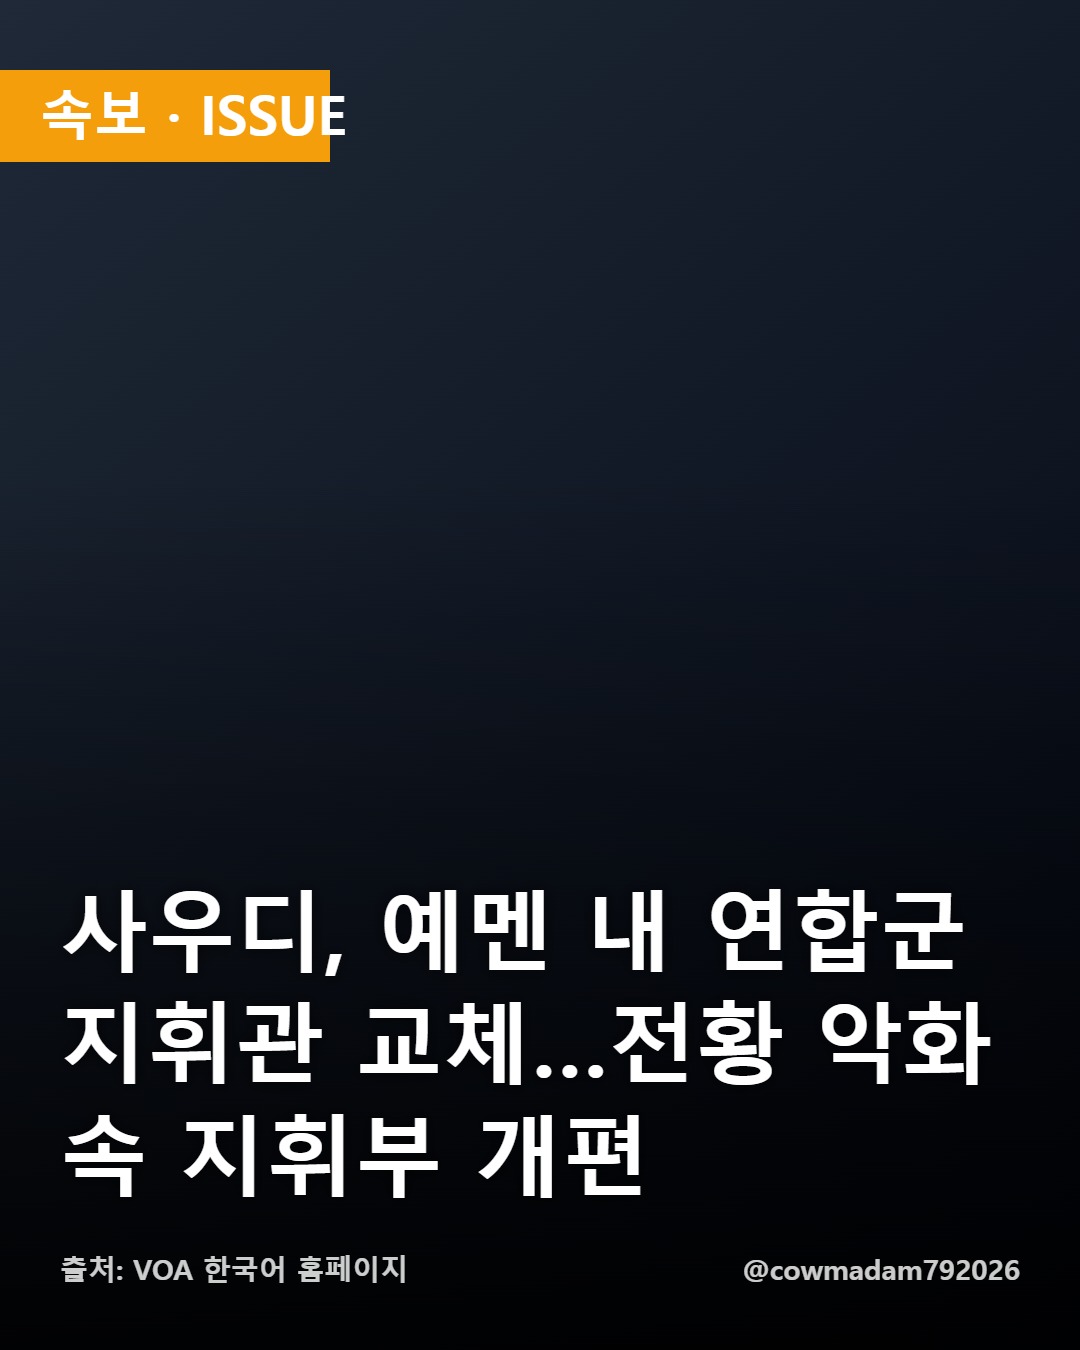 속보 · ISSUE
사우디, 예멘 내 연합군
지휘관 교체...전황 악화
속 지휘부 개편
출처: VOA 한국어 홈페이지
@cowmadam792026